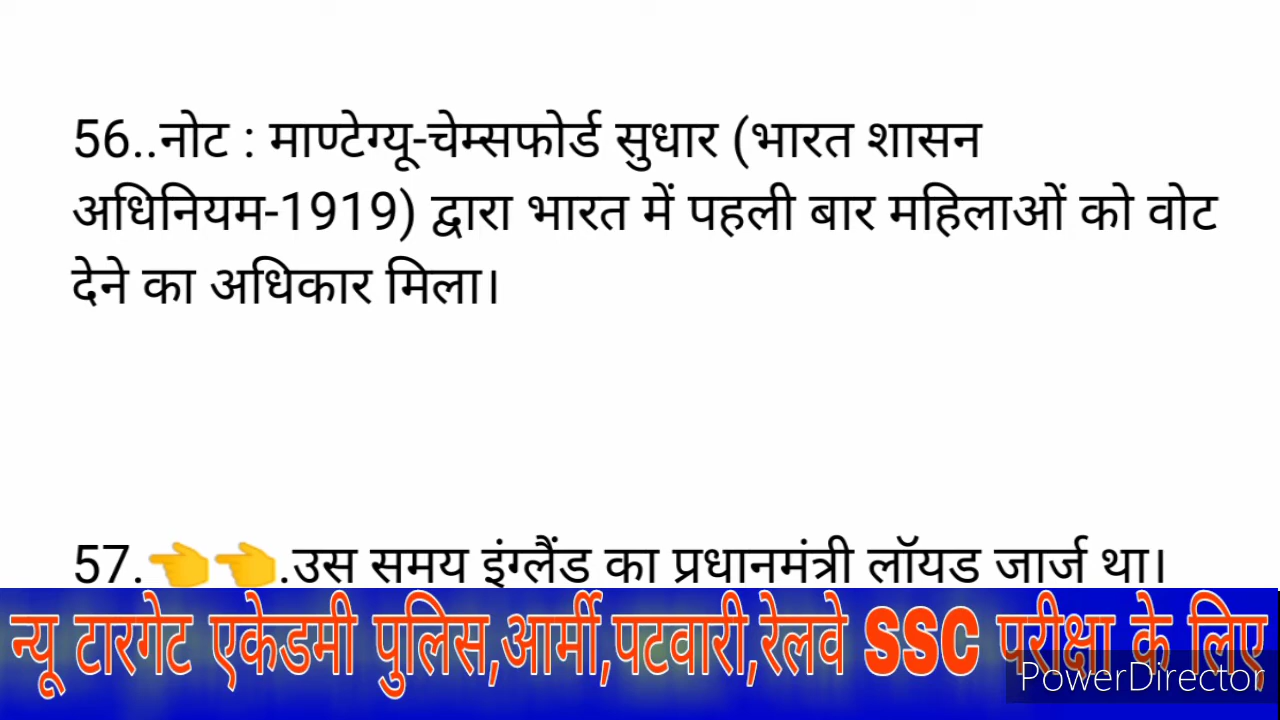 56..नोट : माण्टेग्यू-चेम्सफोर्ड सुधार (भारत शासन
अधिनियम-1919) द्वारा भारत में पहली बार महिलाओं को वोट
देने का अधिकार मिला।
57.👈👈.उस समय इंग्लैंड का प्रधानमंत्री लॉयड जार्ज था।
न्यू टारगेट एकेडमी पुलिस,आर्मी,पटवारी,रेलवे SSC परीक्षा के लिए
PowerDirector